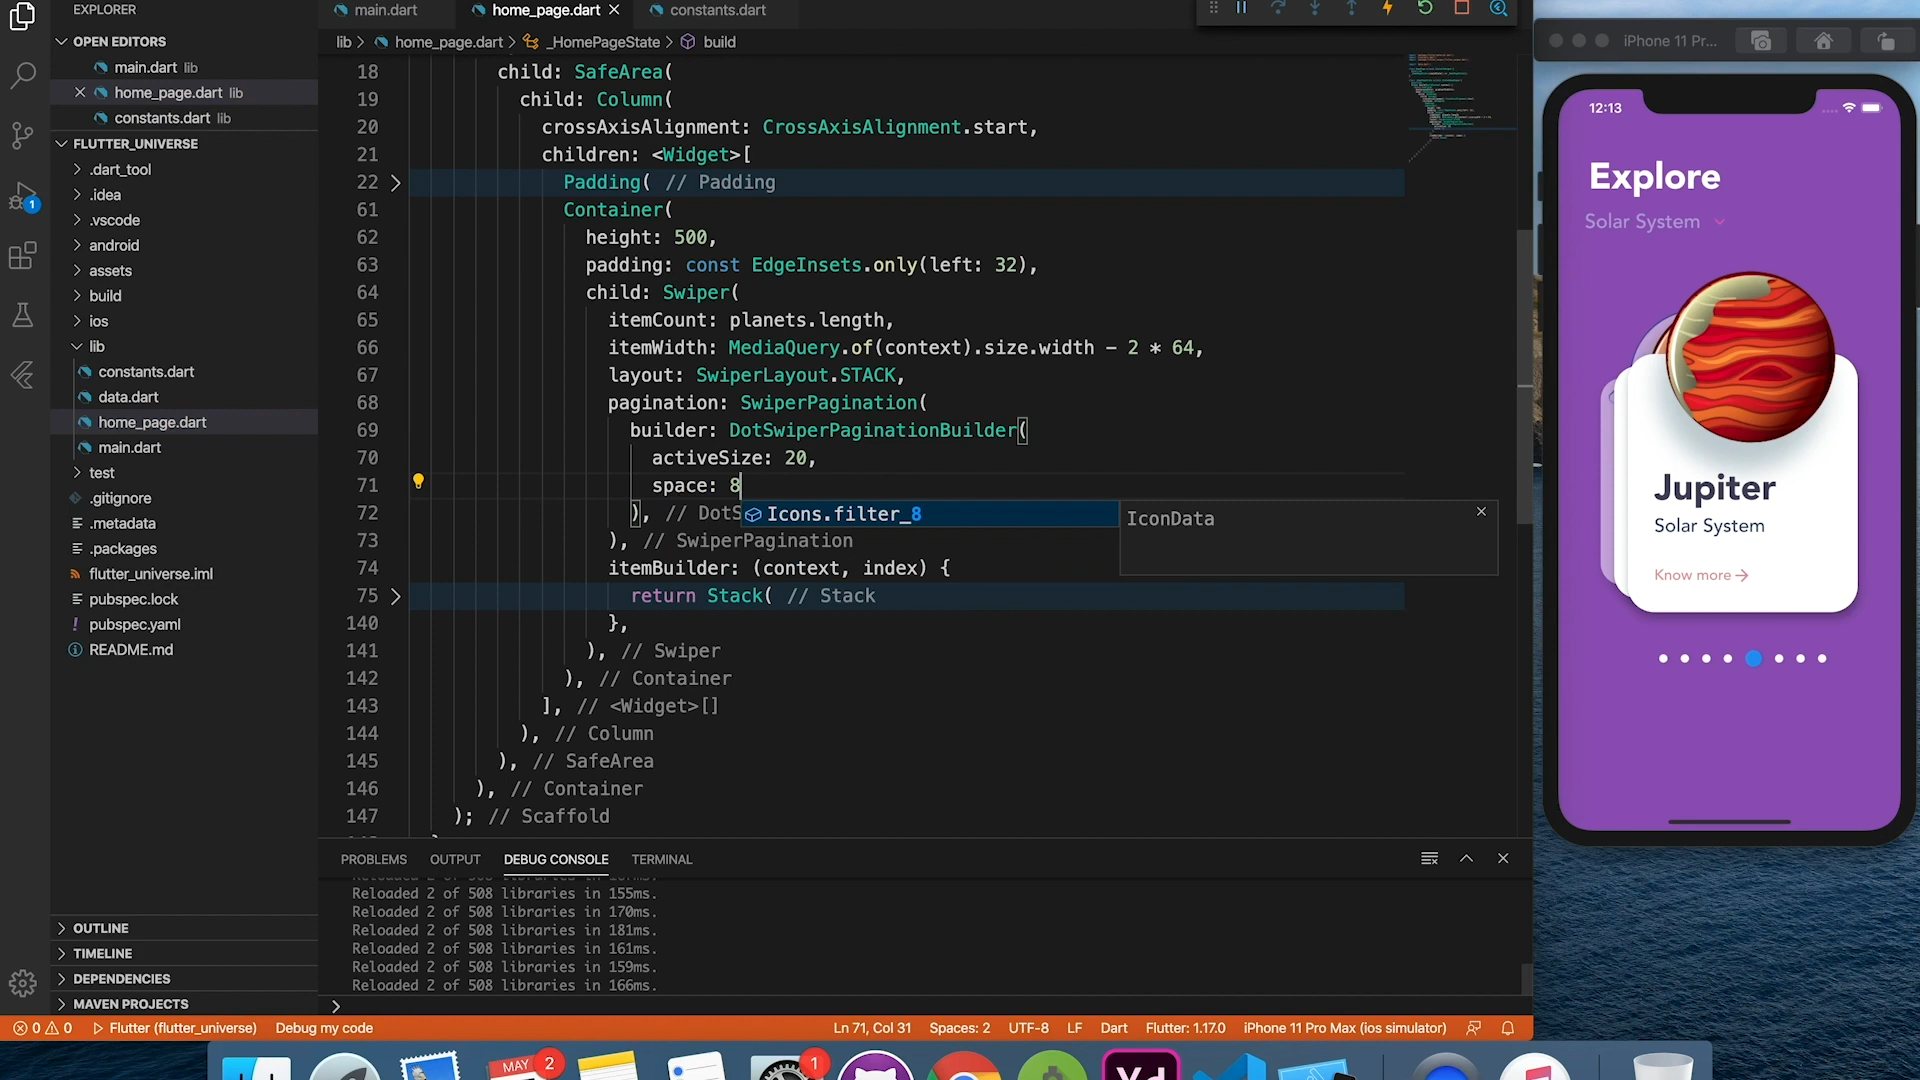 EXPLORER
OPEN EDITORS
main.dart lib
home_page.dart lib
constants.dart lib
FLUTTER_UNIVERSE
.dart_tool
.idea
.vscode
android
assets
build
ios
lib
constants.dart
data.dart
home_page.dart
main.dart
test
.gitignore
.metadata
.packages
flutter_universe.iml
pubspec.lock
pubspec.yaml
README.md
OUTLINE
TIMELINE
DEPENDENCIES
MAVEN PROJECTS
1
main.dart
home_page.dart
constants.dart
lib > home_page.dart > _HomePageState > build
18 child: SafeArea(
19 child: Column(
20 crossAxisAlignment: CrossAxisAlignment.start,
21 children: <Widget>[
22 Padding( // Padding
61 Container(
62 height: 500,
63 padding: const EdgeInsets.only(left: 32),
64 child: Swiper(
65 itemCount: planets.length,
66 itemWidth: MediaQuery.of(context).size.width - 2 * 64,
67 layout: SwiperLayout.STACK,
68 pagination: SwiperPagination(
69 builder: DotSwiperPaginationBuilder(
70 activeSize: 20,
71 space: 8
72 ), // DotS
Icons.filter_8
IconData
73 ), // SwiperPagination
74 itemBuilder: (context, index) {
75 return Stack( // Stack
140 },
141 ), // Swiper
142 ), // Container
143 ], // <Widget>[]
144 ), // Column
145 ), // SafeArea
146 ), // Container
147 ); // Scaffold
PROBLEMS OUTPUT DEBUG CONSOLE TERMINAL
Reloaded 2 of 508 libraries in 155ms.
Reloaded 2 of 508 libraries in 170ms.
Reloaded 2 of 508 libraries in 181ms.
Reloaded 2 of 508 libraries in 161ms.
Reloaded 2 of 508 libraries in 159ms.
Reloaded 2 of 508 libraries in 166ms.
0 0 Flutter (flutter_universe) Debug my code Ln 71, Col 31 Spaces: 2 UTF-8 LF Dart Flutter: 1.17.0 iPhone 11 Pro Max (ios simulator)
iPhone 11 Pr...
12:13
Explore
Solar System
Jupiter
Solar System
Know more
MAY
2
1
Xd